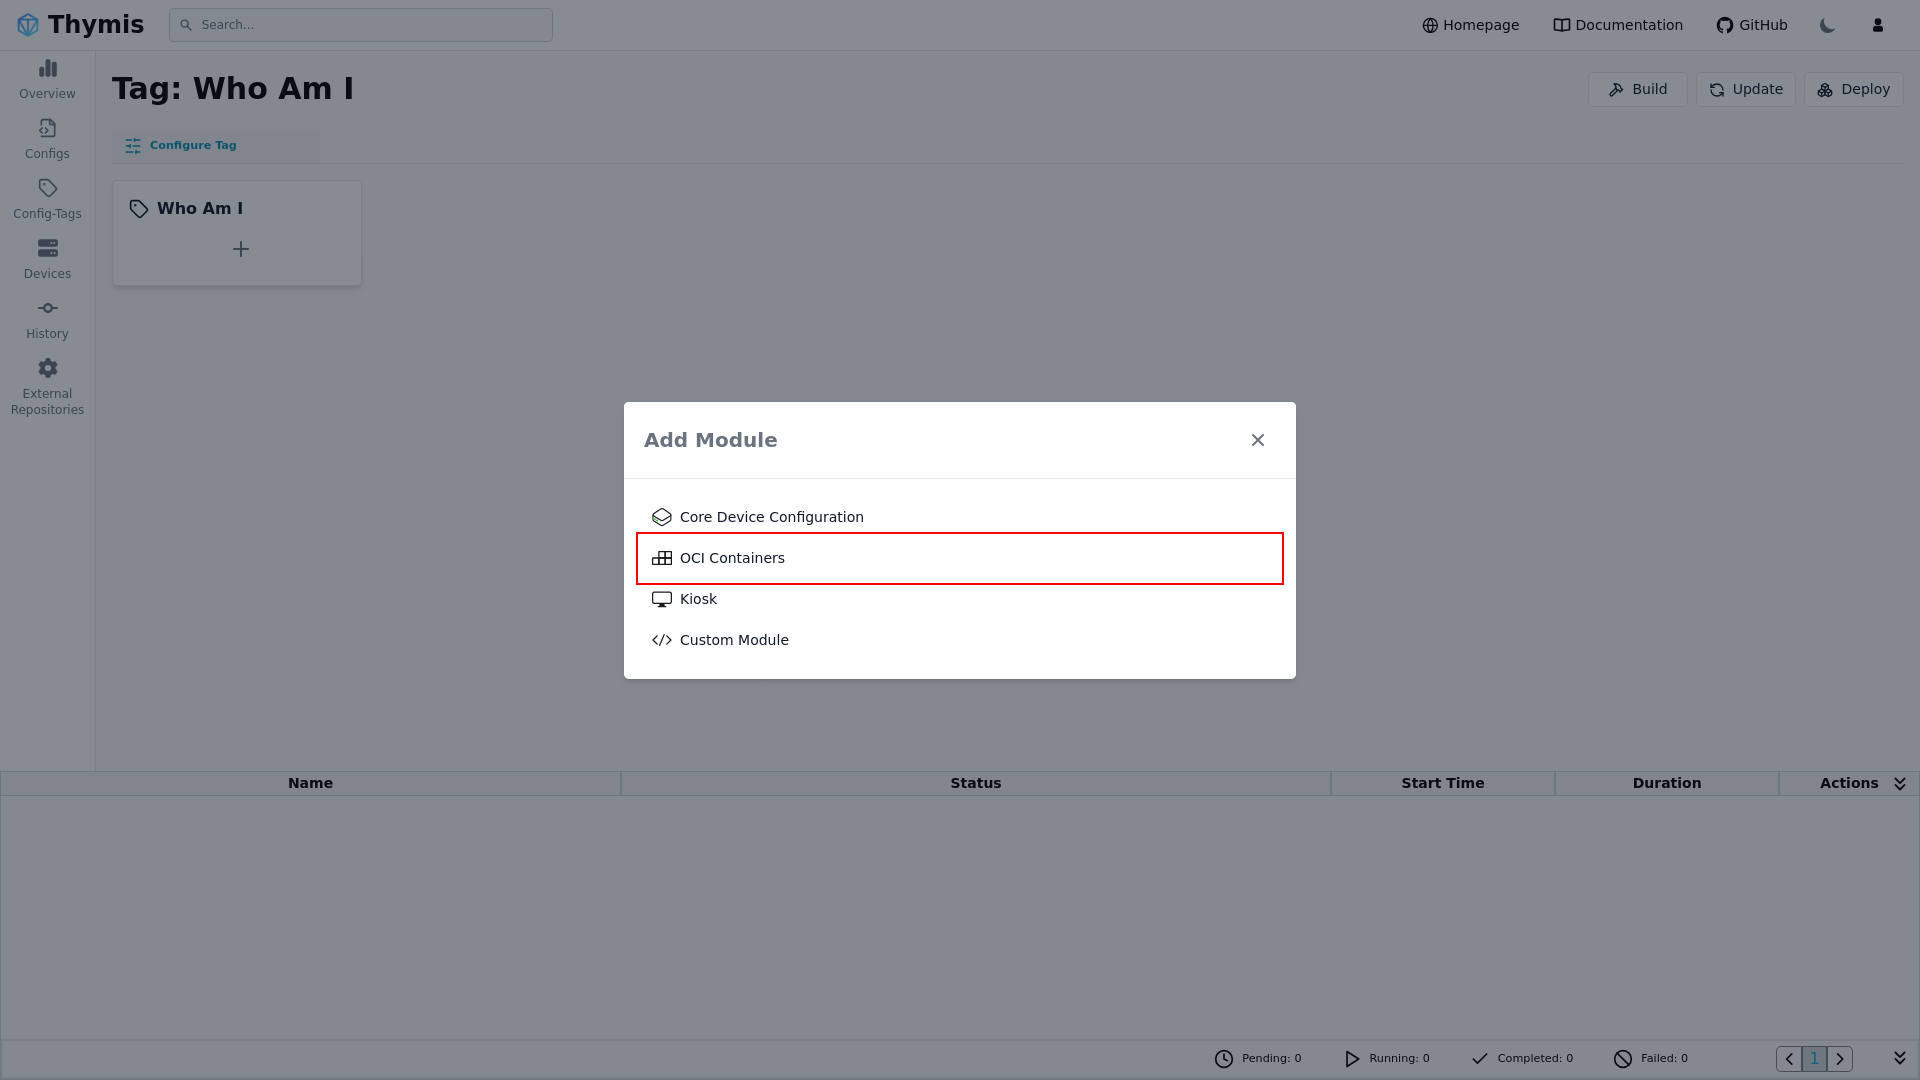 Thymis
Search...
Homepage
Documentation
GitHub
Overview
Configs
Config-Tags
Devices
History
External
Repositories
Tag: Who Am I
Build
Update
Deploy
Configure Tag
Who Am I
Add Module
Core Device Configuration
OCI Containers
Kiosk
Custom Module
Name Status Start Time Duration Actions
Pending: 0 Running: 0 Completed: 0 Failed: 0 1